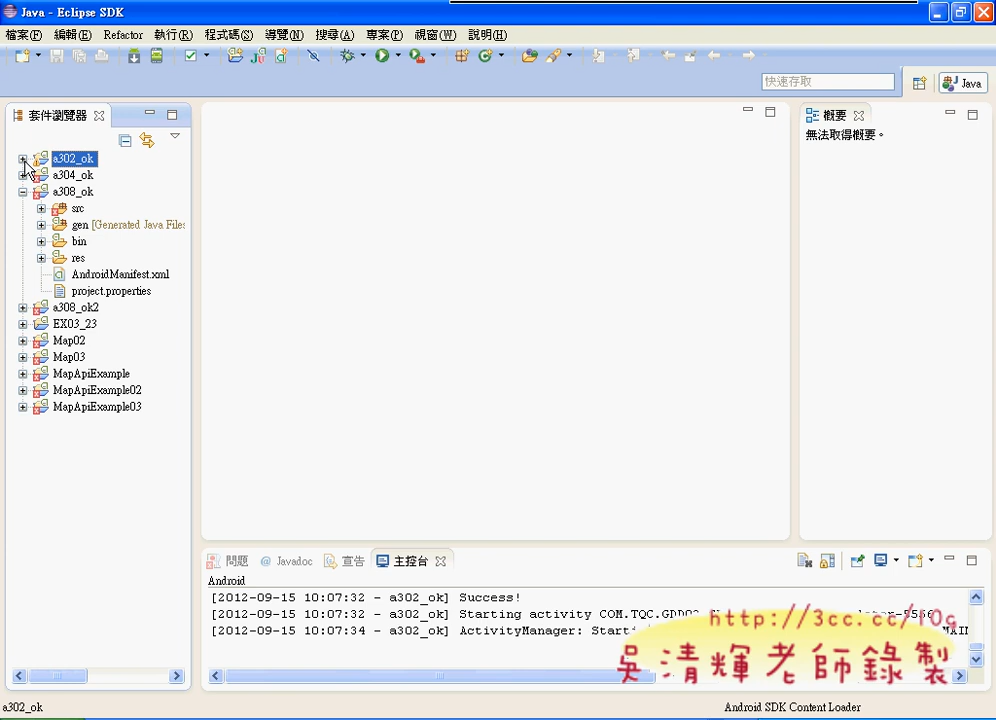 Java - Eclipse SDK
檔案(F) 編輯(E) Refactor 執行(R) 程式碼(S) 導覽(N) 搜尋(A) 專案(P) 視窗(W) 說明(H)
快速存取
Java
套件瀏覽器
概要
無法取得概要。
a302_ok
a304_ok
a308_ok
src
gen [Generated Java Files
bin
res
AndroidManifest.xml
project.properties
a308_ok2
EX03_23
Map02
Map03
MapApiExample
MapApiExample02
MapApiExample03
問題 @ Javadoc 宣告 主控台
Android
[2012-09-15 10:07:32 - a302_ok] Success!
[2012-09-15 10:07:32 - a302_ok] Starting activity COM.TQC.GDD02
[2012-09-15 10:07:34 - a302_ok] ActivityManager: Starti MAIN
http://3cc.cc/f0g
吳清輝老師錄製
a302_ok
Android SDK Content Loader